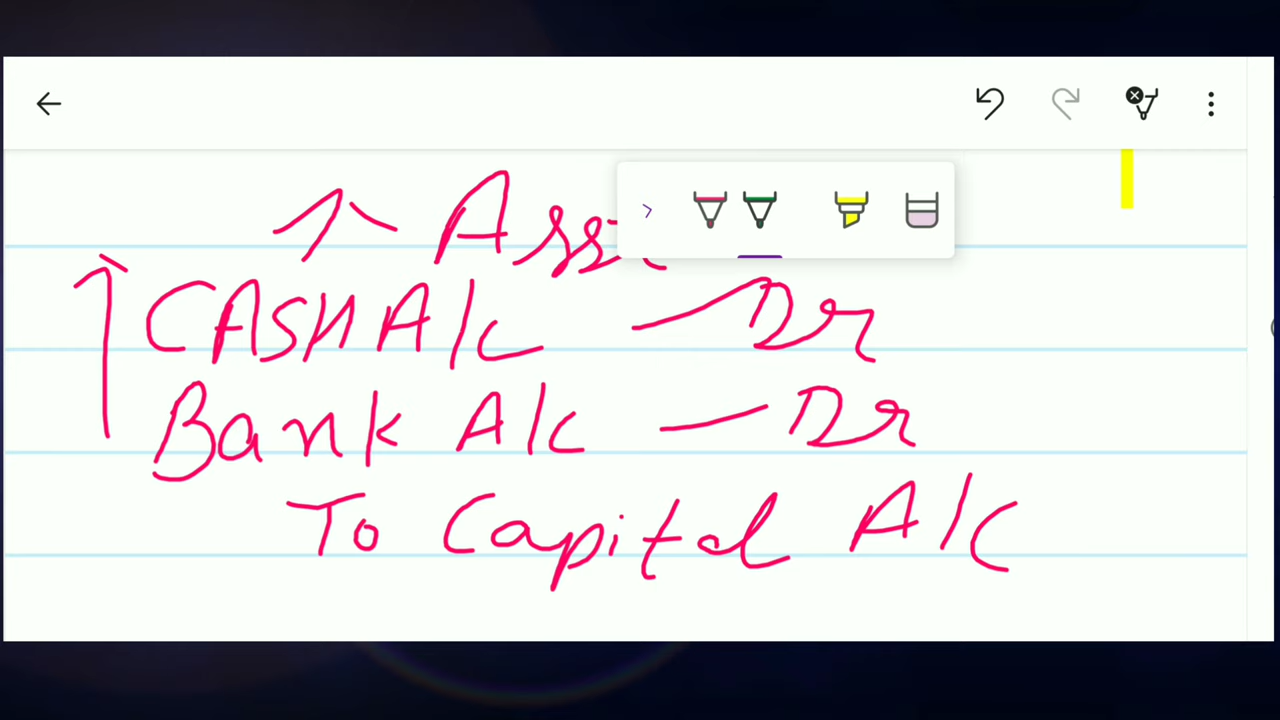 ↑ Ass
CASH A/c — Dr
Bank A/c — Dr
To Capital A/C